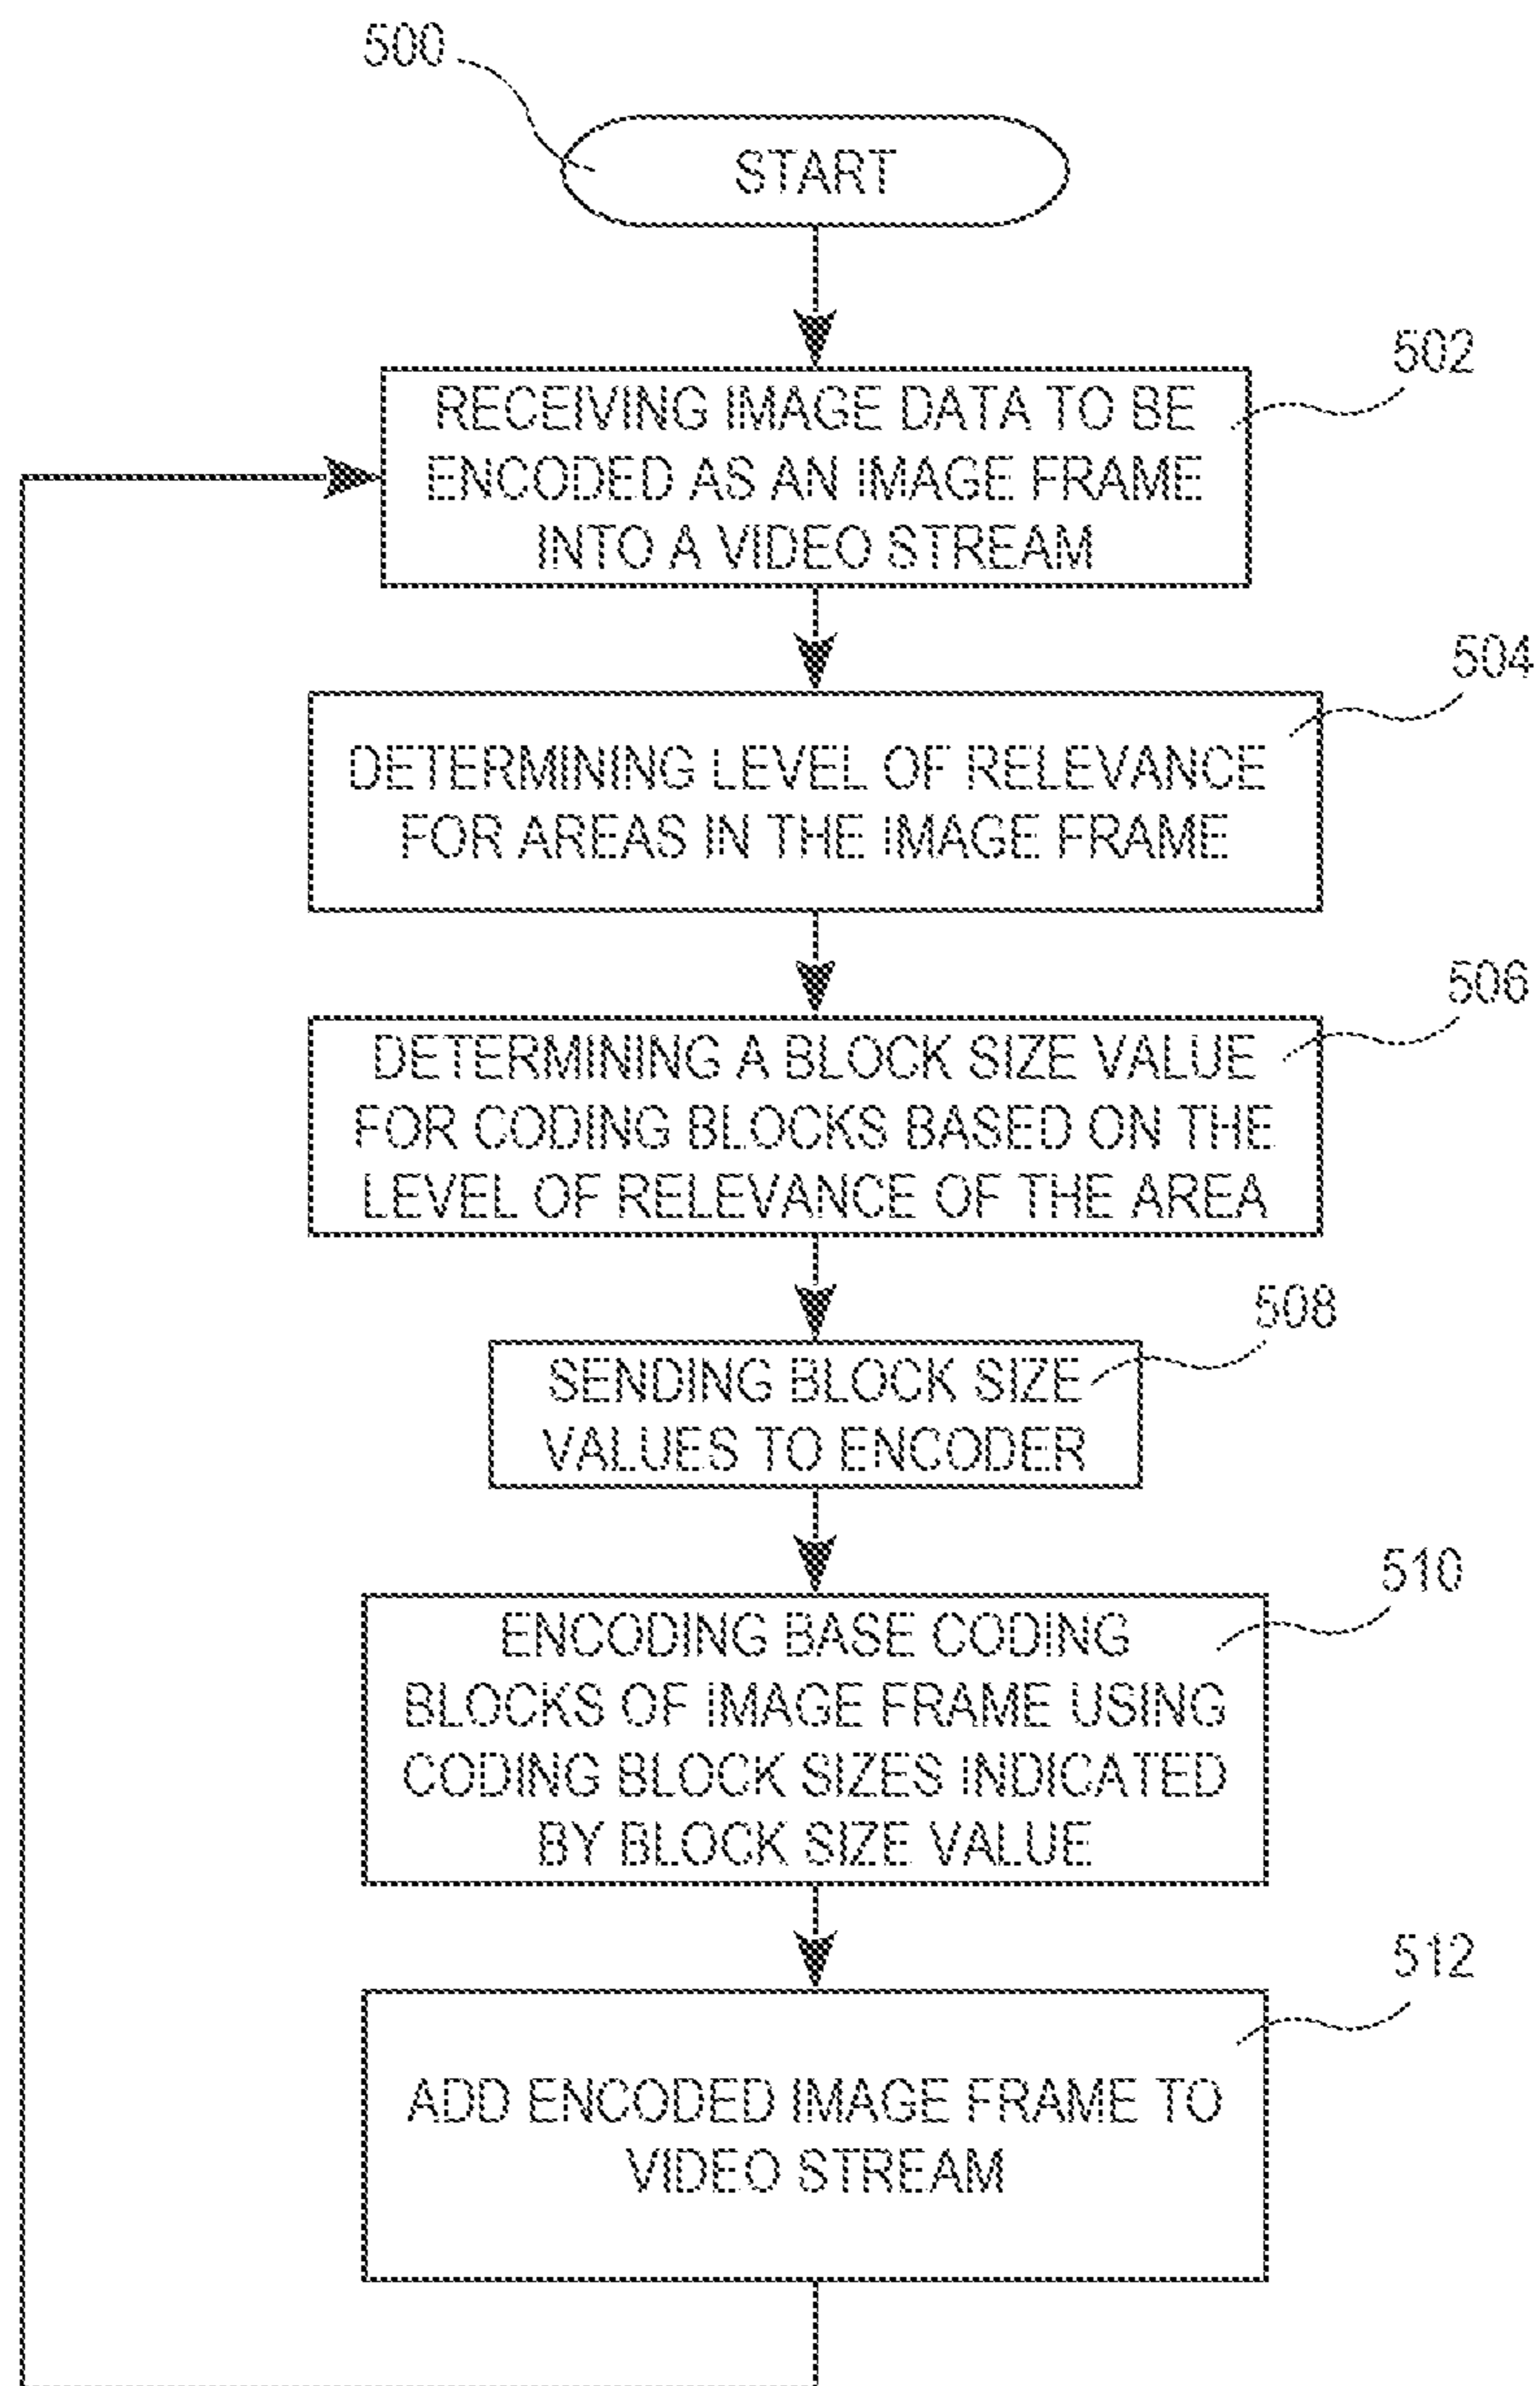 500
START
502
RECEIVING IMAGE DATA TO BE
ENCODED AS AN IMAGE FRAME
INTO A VIDEO STREAM
504
DETERMINING LEVEL OF RELEVANCE
FOR AREAS IN THE IMAGE FRAME
506
DETERMINING A BLOCK SIZE VALUE
FOR CODING BLOCKS BASED ON THE
LEVEL OF RELEVANCE OF THE AREA
508
SENDING BLOCK SIZE
VALUES TO ENCODER
510
ENCODING BASE CODING
BLOCKS OF IMAGE FRAME USING
CODING BLOCK SIZES INDICATED
BY BLOCK SIZE VALUE
512
ADD ENCODED IMAGE FRAME TO
VIDEO STREAM